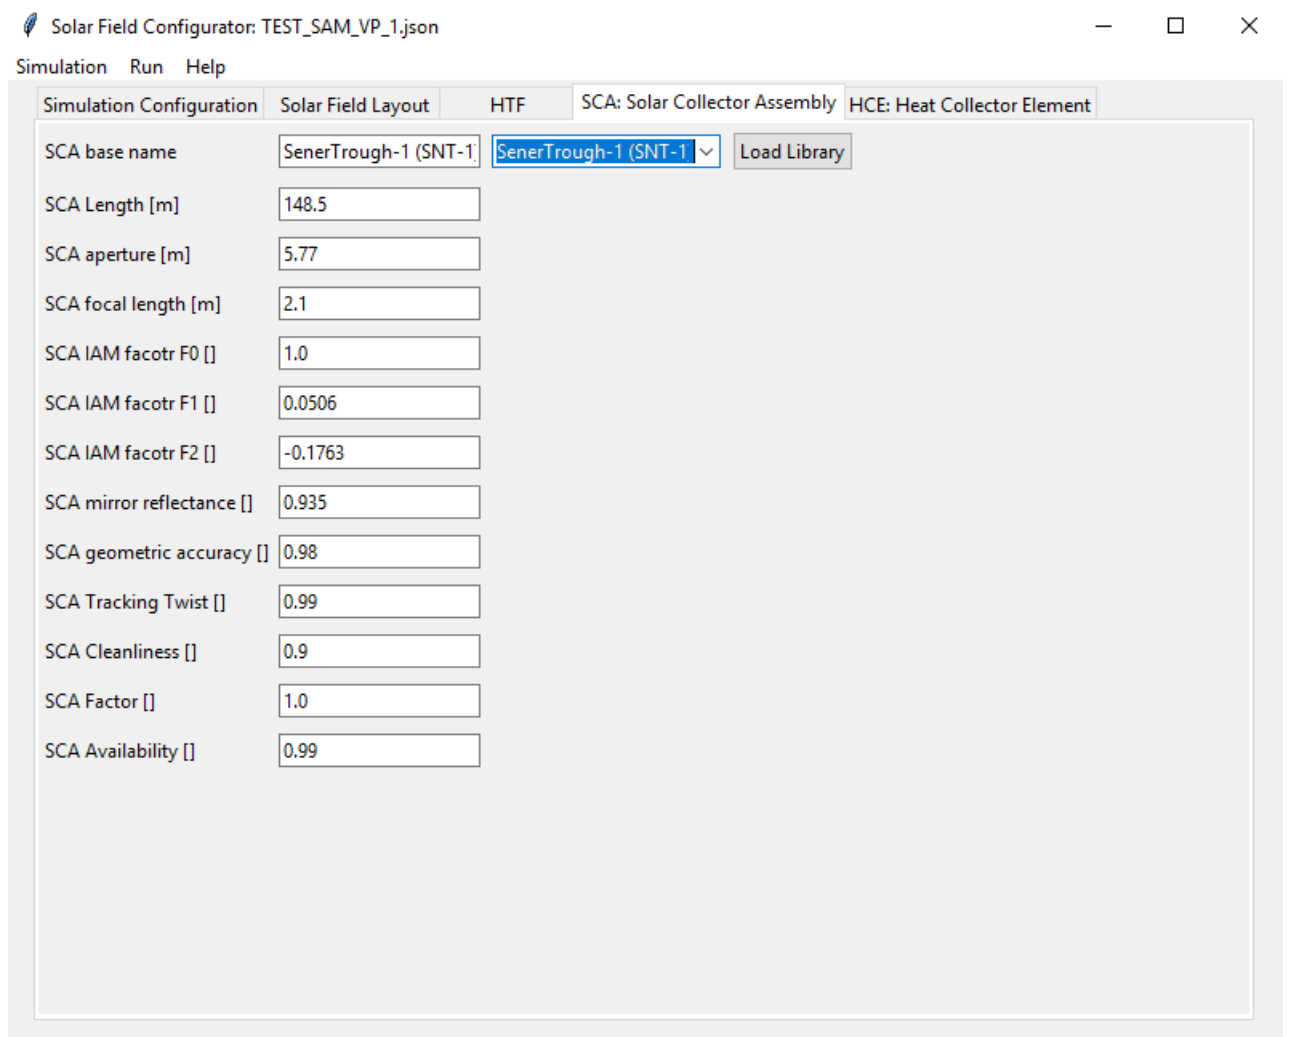 Solar Field Configurator: TEST_SAM_VP_1.json
Simulation Run Help
Simulation Configuration Solar Field Layout HTF SCA: Solar Collector Assembly HCE: Heat Collector Element
SCA base name SenerTrough-1 (SNT-1) SenerTrough-1 (SNT-1 Load Library
SCA Length [m] 148.5
SCA aperture [m] 5.77
SCA focal length [m] 2.1
SCA IAM facotr F0 [] 1.0
SCA IAM facotr F1 [] 0.0506
SCA IAM facotr F2 [] -0.1763
SCA mirror reflectance [] 0.935
SCA geometric accuracy [] 0.98
SCA Tracking Twist [] 0.99
SCA Cleanliness [] 0.9
SCA Factor [] 1.0
SCA Availability [] 0.99